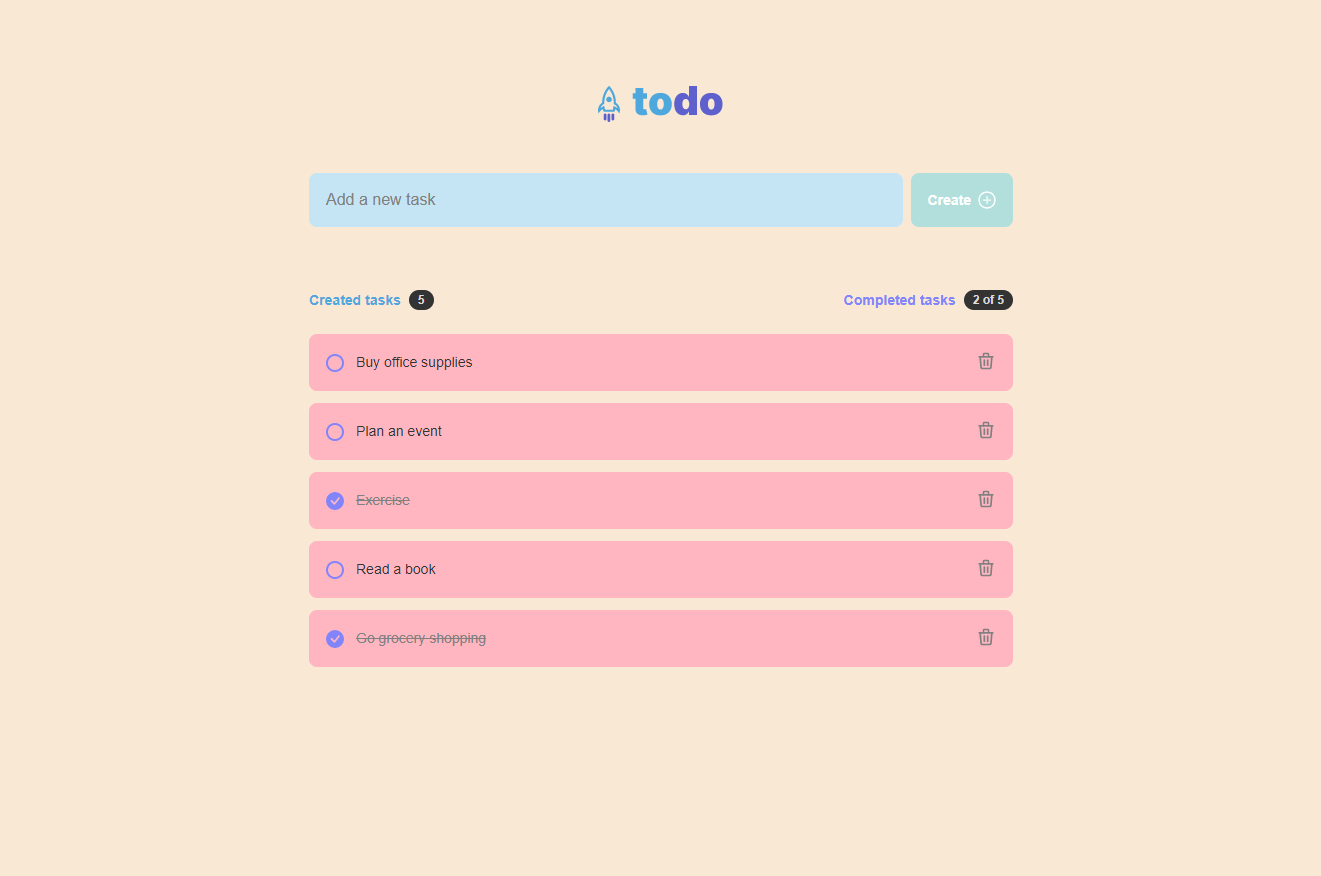 todo
Add a new task
Create
Created tasks 5
Completed tasks 2 of 5
Buy office supplies
Plan an event
Exercise
Read a book
Go grocery shopping